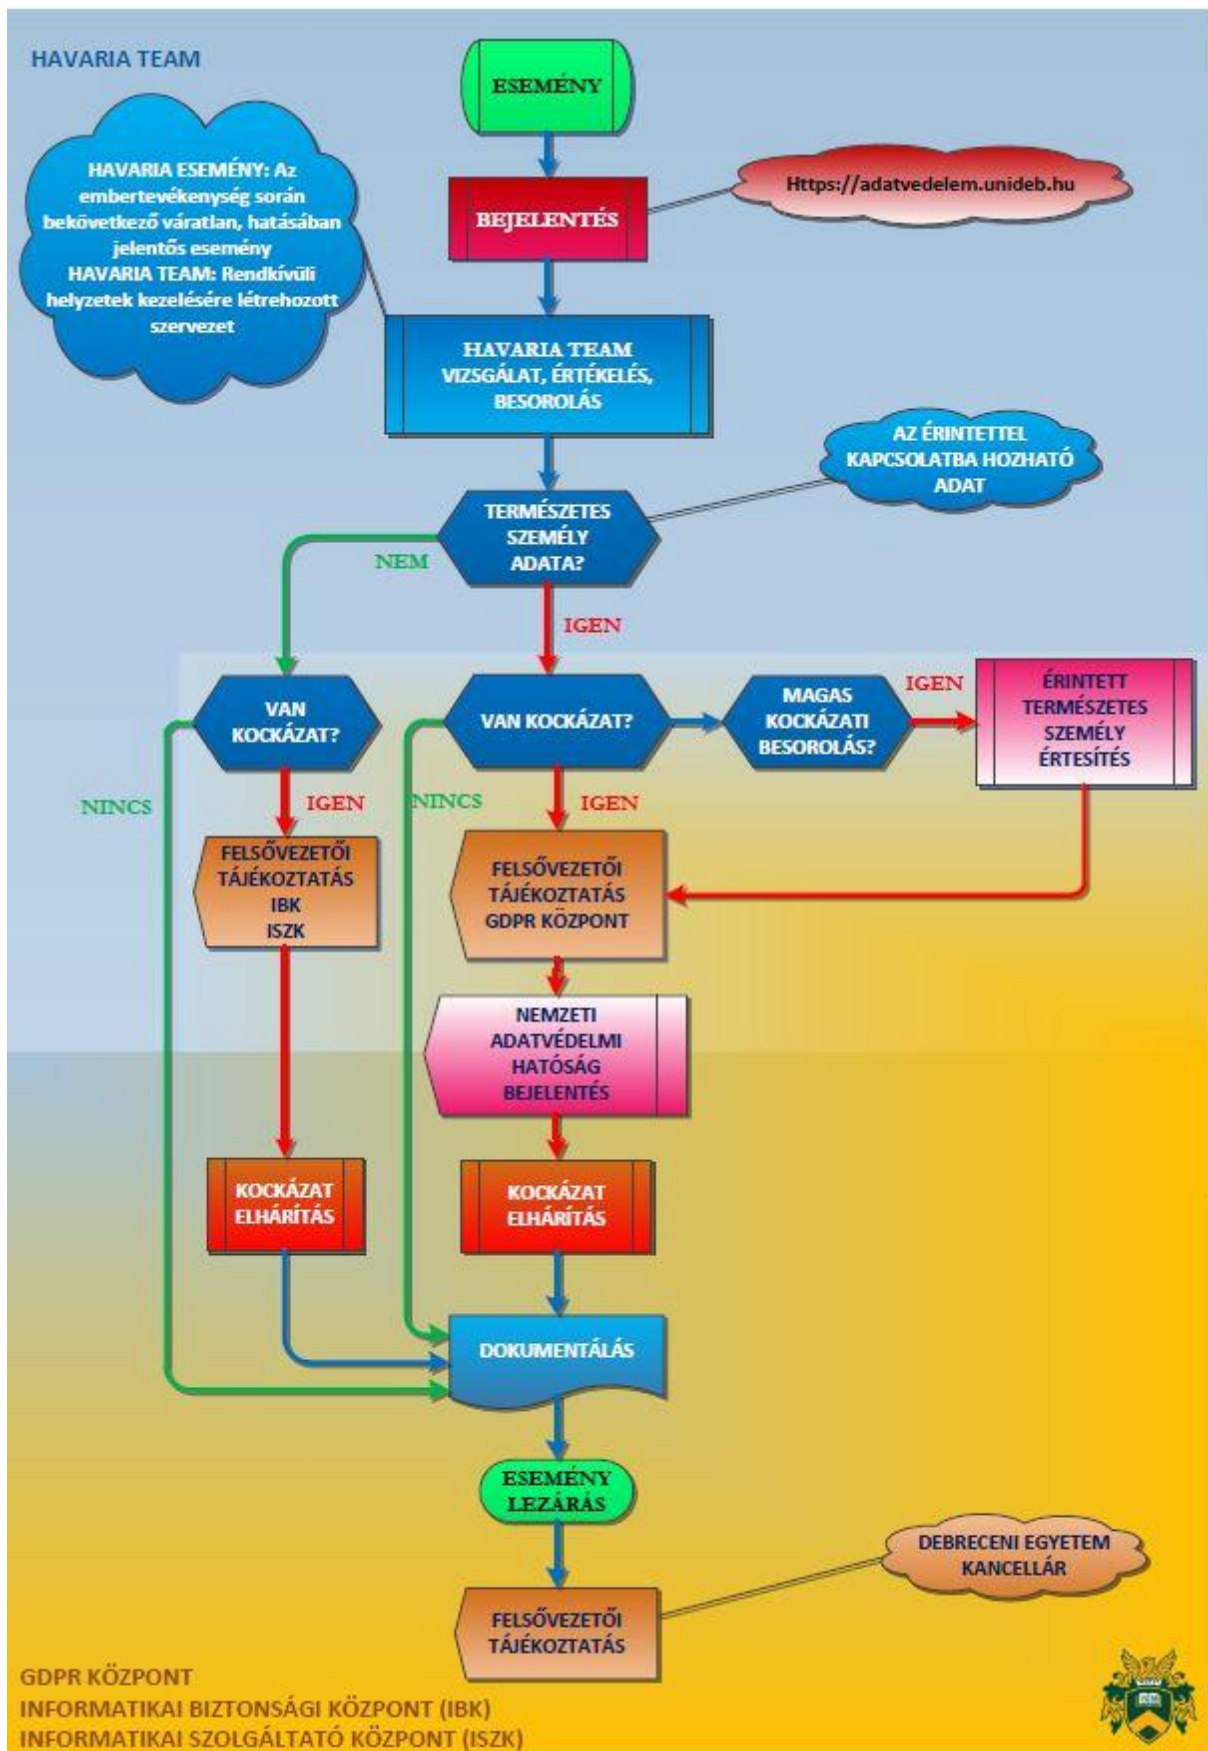 HAVARIA TEAM
ESEMÉNY
HAVARIA ESEMÉNY: Az
embertevékenység során
bekövetkező váratlan, hatásában
jelentős esemény
HAVARIA TEAM: Rendkívüli
helyzetek kezelésére létrehozott
szervezet
Https://adatvedelem.unideb.hu
BEJELENTÉS
HAVARIA TEAM
VIZSGÁLAT, ÉRTÉKELÉS,
BESOROLÁS
AZ ÉRINTETTEL
KAPCSOLATBA HOZHATÓ
ADAT
TERMÉSZETES
SZEMÉLY
ADATA?
NEM
IGEN
VAN
KOCKÁZAT?
VAN KOCKÁZAT?
MAGAS
KOCKÁZATI
BESOROLÁS?
IGEN
ÉRINTETT
TERMÉSZETES
SZEMÉLY
ÉRTESÍTÉS
NINCS
IGEN
NINCS
IGEN
FELSŐVEZETŐI
TÁJÉKOZTATÁS
IBK
ISZK
FELSŐVEZETŐI
TÁJÉKOZTATÁS
GDPR KÖZPONT
NEMZETI
ADATVÉDELMI
HATÓSÁG
BEJELENTÉS
KOCKÁZAT
ELHÁRÍTÁS
KOCKÁZAT
ELHÁRÍTÁS
DOKUMENTÁLÁS
ESEMÉNY
LEZÁRÁS
DEBRECENI EGYETEM
KANCELLÁR
FELSŐVEZETŐI
TÁJÉKOZTATÁS
GDPR KÖZPONT
INFORMATIKAI BIZTONSÁGI KÖZPONT (IBK)
INFORMATIKAI SZOLGÁLTATÓ KÖZPONT (ISZK)